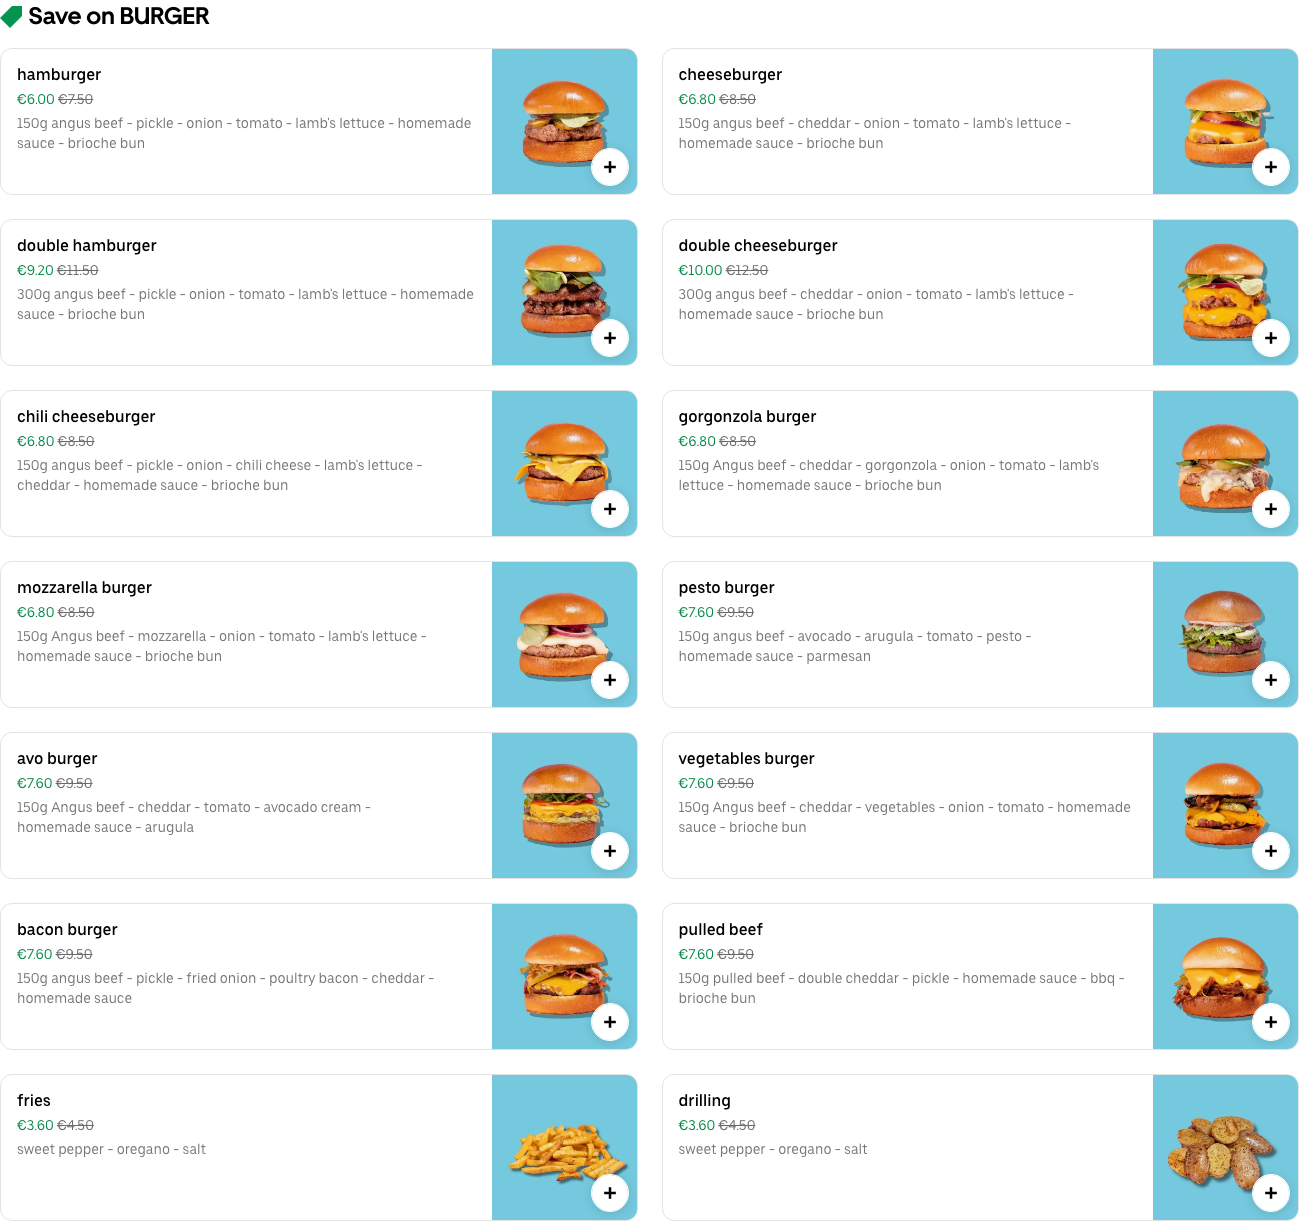 Save on BURGER
hamburger
€6.00 €7.50
150g angus beef - pickle - onion - tomato - lamb's lettuce - homemade
sauce - brioche bun
cheeseburger
€6.80 €8.50
150g angus beef - cheddar - onion - tomato - lamb's lettuce -
homemade sauce - brioche bun
double hamburger
€9.20 €11.50
300g angus beef - pickle - onion - tomato - lamb's lettuce - homemade
sauce - brioche bun
double cheeseburger
€10.00 €12.50
300g angus beef - cheddar - onion - tomato - lamb's lettuce -
homemade sauce - brioche bun
chili cheeseburger
€6.80 €8.50
150g angus beef - pickle - onion - chili cheese - lamb's lettuce -
cheddar - homemade sauce - brioche bun
gorgonzola burger
€6.80 €8.50
150g Angus beef - cheddar - gorgonzola - onion - tomato - lamb's
lettuce - homemade sauce - brioche bun
mozzarella burger
€6.80 €8.50
150g Angus beef - mozzarella - onion - tomato - lamb's lettuce -
homemade sauce - brioche bun
pesto burger
€7.60 €9.50
150g angus beef - avocado - arugula - tomato - pesto -
homemade sauce - parmesan
avo burger
€7.60 €9.50
150g Angus beef - cheddar - tomato - avocado cream -
homemade sauce - arugula
vegetables burger
€7.60 €9.50
150g Angus beef - cheddar - vegetables - onion - tomato - homemade
sauce - brioche bun
bacon burger
€7.60 €9.50
150g angus beef - pickle - fried onion - poultry bacon - cheddar -
homemade sauce
pulled beef
€7.60 €9.50
150g pulled beef - double cheddar - pickle - homemade sauce - bbq -
brioche bun
fries
€3.60 €4.50
sweet pepper - oregano - salt
drilling
€3.60 €4.50
sweet pepper - oregano - salt